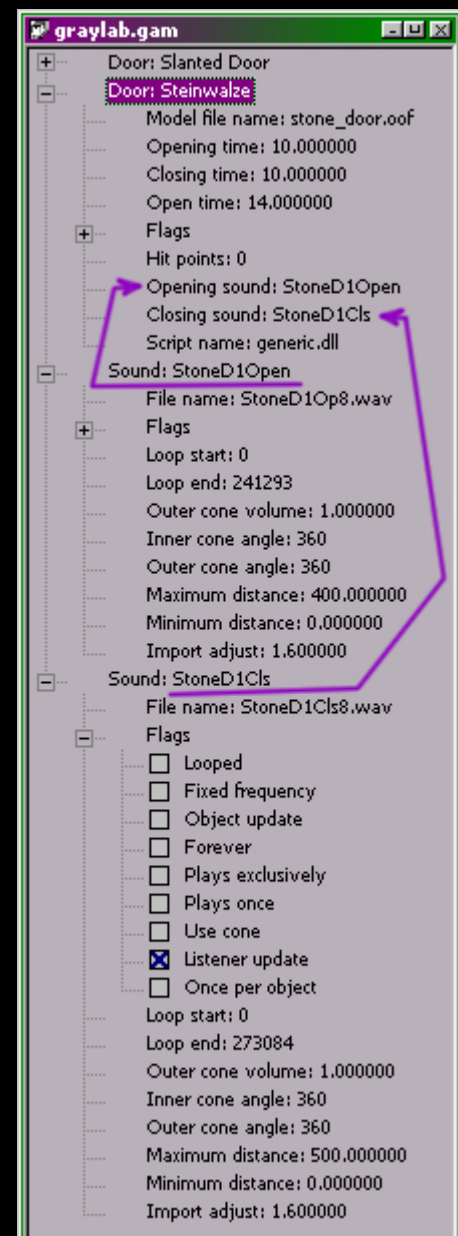 graylab.gam
Door: Slanted Door
Door: Steinwalze
Model file name: stone_door.oof
Opening time: 10.000000
Closing time: 10.000000
Open time: 14.000000
Flags
Hit points: 0
Opening sound: StoneD1Open
Closing sound: StoneD1Cls
Script name: generic.dll
Sound: StoneD1Open
File name: StoneD1Op8.wav
Flags
Loop start: 0
Loop end: 241293
Outer cone volume: 1.000000
Inner cone angle: 360
Outer cone angle: 360
Maximum distance: 400.000000
Minimum distance: 0.000000
Import adjust: 1.600000
Sound: StoneD1Cls
File name: StoneD1Cls8.wav
Flags
Looped
Fixed frequency
Object update
Forever
Plays exclusively
Plays once
Use cone
Listener update
Once per object
Loop start: 0
Loop end: 273084
Outer cone volume: 1.000000
Inner cone angle: 360
Outer cone angle: 360
Maximum distance: 500.000000
Minimum distance: 0.000000
Import adjust: 1.600000